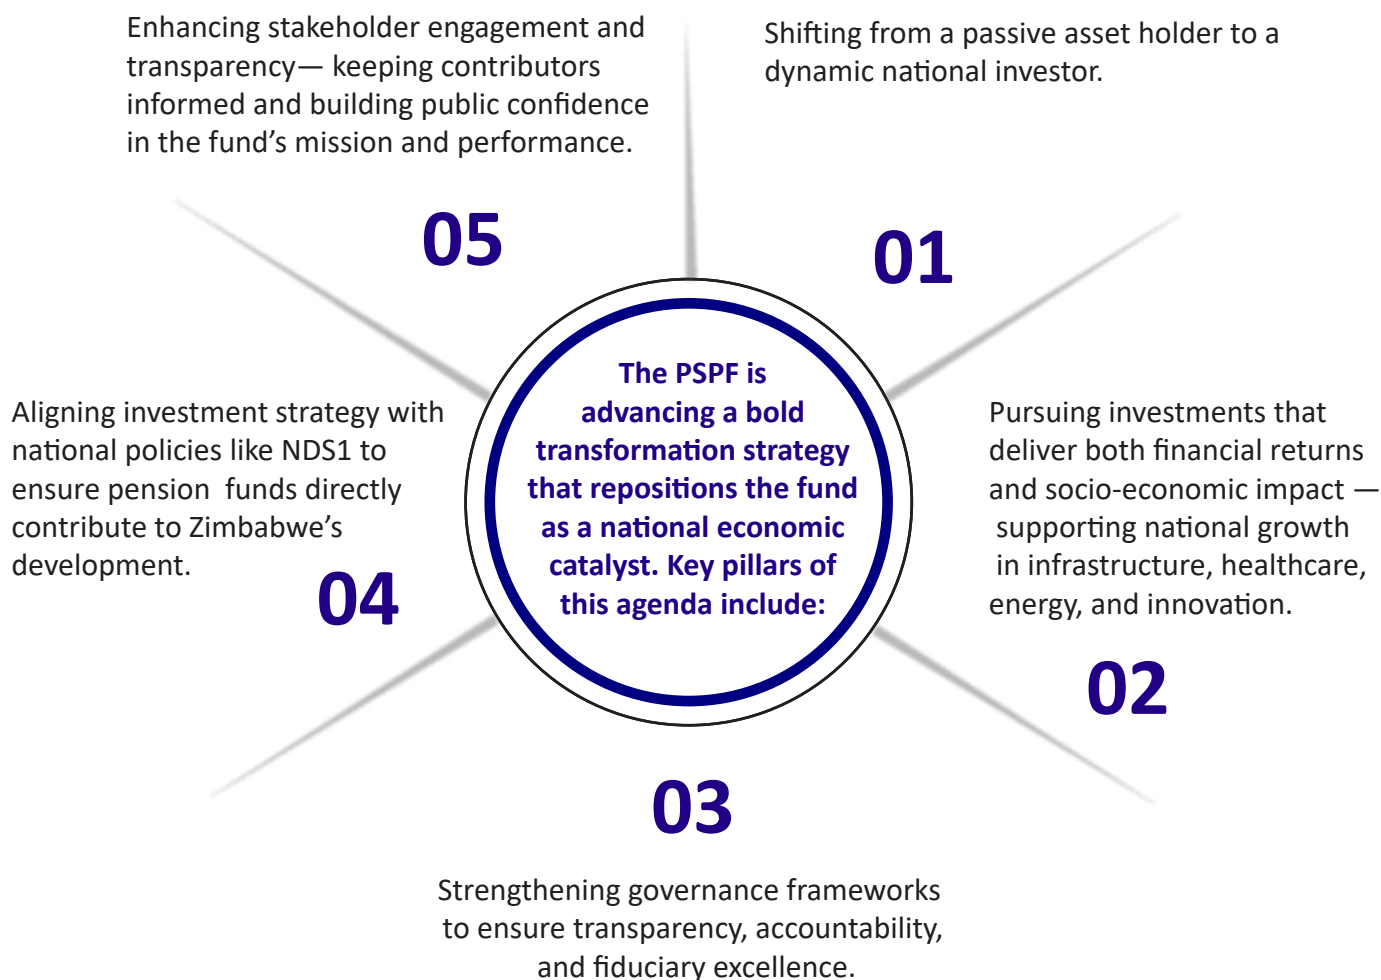 The PSPF is
advancing a bold
transformation strategy
that repositions the fund
as a national economic
catalyst. Key pillars of
this agenda include:
01
Shifting from a passive asset holder to a
dynamic national investor.
02
Pursuing investments that
deliver both financial returns
and socio-economic impact —
supporting national growth
in infrastructure, healthcare,
energy, and innovation.
03
Strengthening governance frameworks
to ensure transparency, accountability,
and fiduciary excellence.
04
Aligning investment strategy with
national policies like NDS1 to
ensure pension funds directly
contribute to Zimbabwe's
development.
05
Enhancing stakeholder engagement and
transparency— keeping contributors
informed and building public confidence
in the fund's mission and performance.